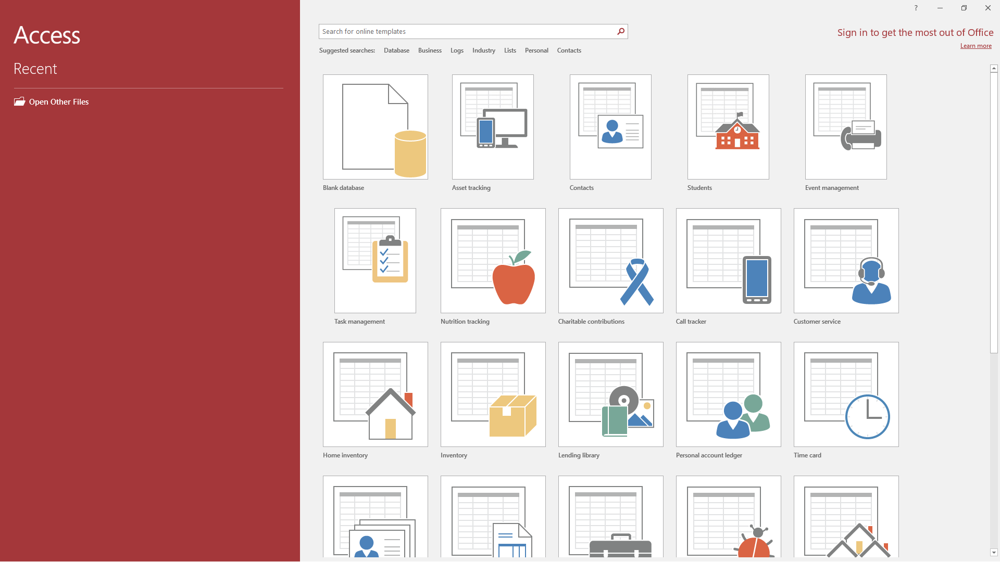 ?
Access
Search for online templates
Sign in to get the most out of Office
Learn more
Suggested searches: Database Business Logs Industry Lists Personal Contacts
Recent
Open Other Files
Blank database
Asset tracking
Contacts
Students
Event management
Task management
Nutrition tracking
Charitable contributions
Call tracker
Customer service
Home inventory
Inventory
Lending library
Personal account ledger
Time card